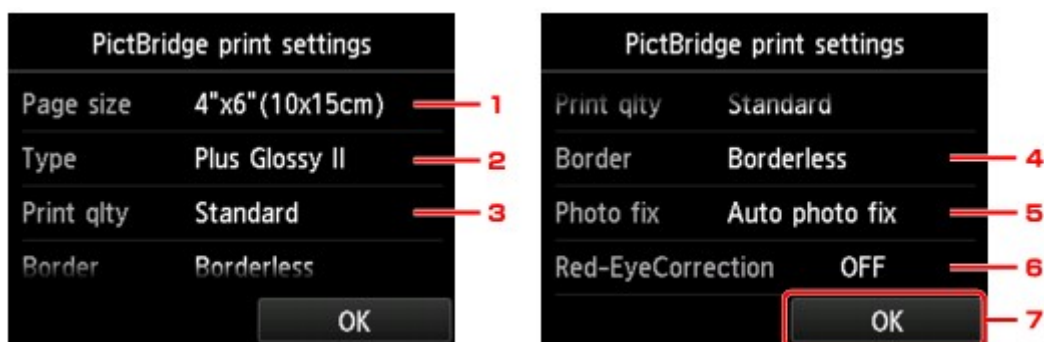 PictBridge print settings
Page size 4"x6"(10x15cm) 1
Type Plus Glossy II 2
Print qlty Standard 3
Border Borderless
OK
PictBridge print settings
Print qlty Standard
Border Borderless 4
Photo fix Auto photo fix 5
Red-EyeCorrection OFF 6
OK 7